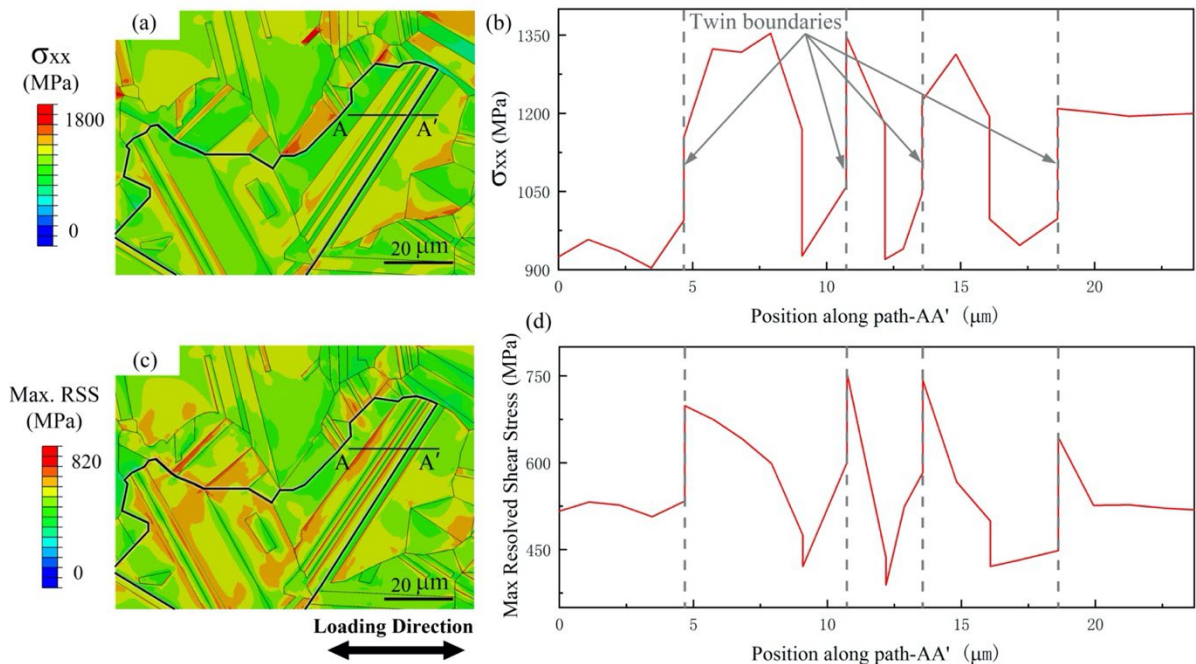 (a)
σxx
(MPa)
1800
0
A
A'
20 μm
(b)
Twin boundaries
σxx (MPa)
1350
1200
1050
900
0
5
10
15
20
Position along path-AA' (μm)
(c)
Max. RSS
(MPa)
820
0
A
A'
20 μm
Loading Direction
(d)
Max Resolved Shear Stress (MPa)
750
600
450
0
5
10
15
20
Position along path-AA' (μm)